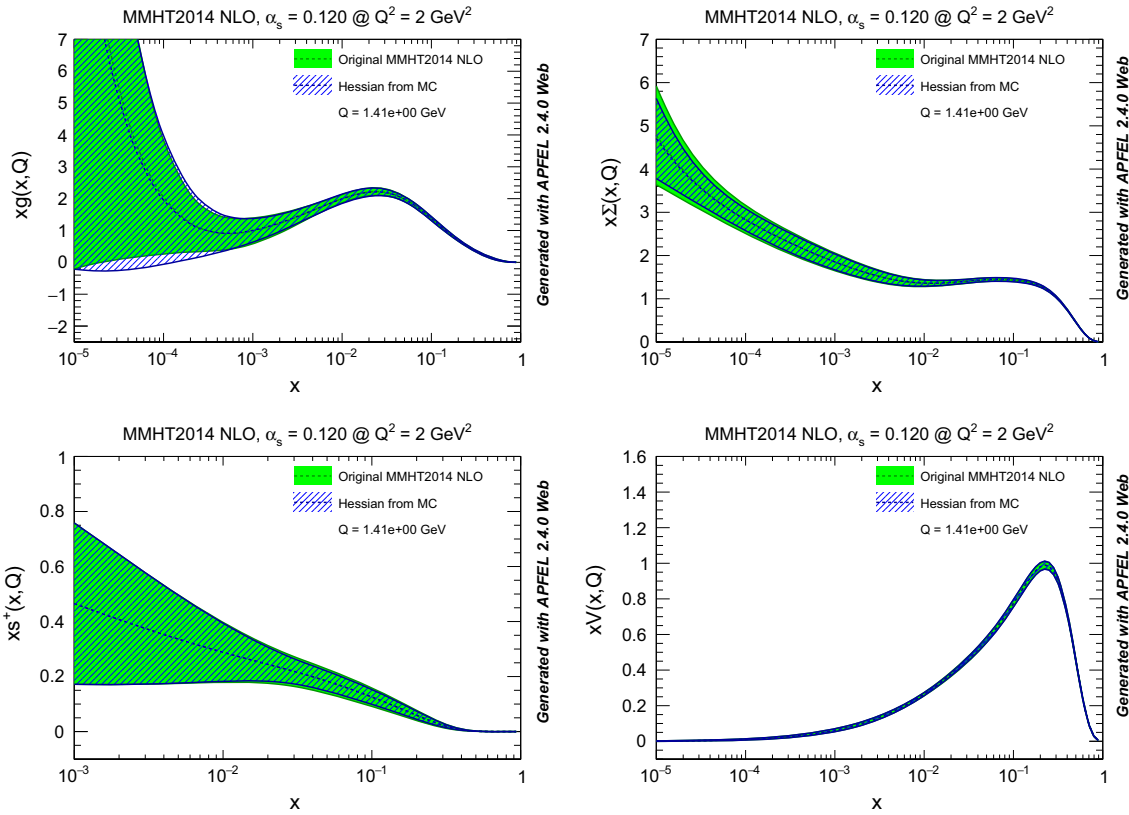 MMHT2014 NLO, αs = 0.120 @ Q² = 2 GeV²
xg(x,Q)
7
6
5
4
3
2
1
0
−1
−2
Original MMHT2014 NLO
Hessian from MC
Q = 1.41e+00 GeV
Generated with APFEL 2.4.0 Web
10⁻⁵ 10⁻⁴ 10⁻³ 10⁻² 10⁻¹ 1
x
MMHT2014 NLO, αs = 0.120 @ Q² = 2 GeV²
xΣ(x,Q)
7
6
5
4
3
2
1
0
Original MMHT2014 NLO
Hessian from MC
Q = 1.41e+00 GeV
Generated with APFEL 2.4.0 Web
10⁻⁵ 10⁻⁴ 10⁻³ 10⁻² 10⁻¹ 1
x
MMHT2014 NLO, αs = 0.120 @ Q² = 2 GeV²
xs⁺(x,Q)
1
0.8
0.6
0.4
0.2
0
Original MMHT2014 NLO
Hessian from MC
Q = 1.41e+00 GeV
Generated with APFEL 2.4.0 Web
10⁻³ 10⁻² 10⁻¹ 1
x
MMHT2014 NLO, αs = 0.120 @ Q² = 2 GeV²
xV(x,Q)
1.6
1.4
1.2
1
0.8
0.6
0.4
0.2
0
Original MMHT2014 NLO
Hessian from MC
Q = 1.41e+00 GeV
Generated with APFEL 2.4.0 Web
10⁻⁵ 10⁻⁴ 10⁻³ 10⁻² 10⁻¹ 1
x